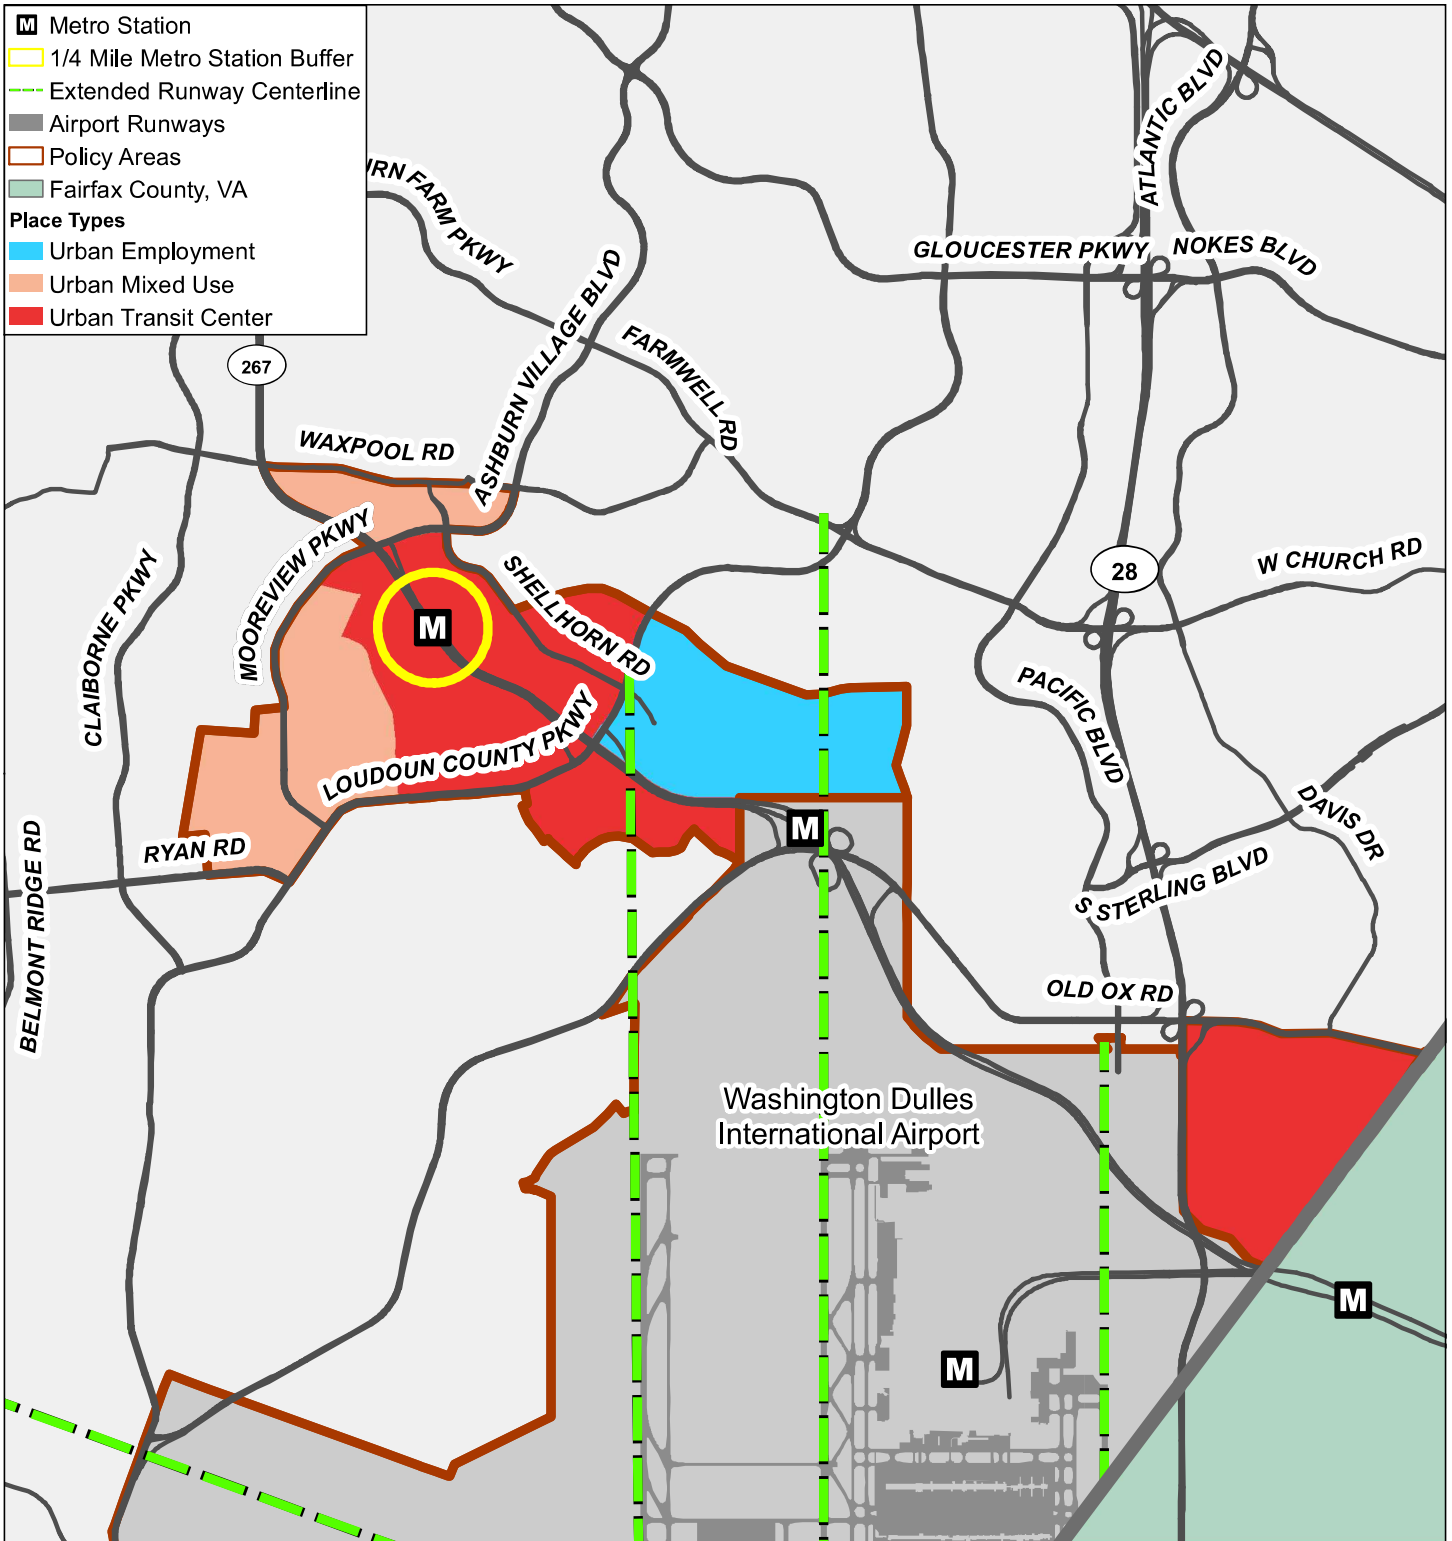 M Metro Station
1/4 Mile Metro Station Buffer
Extended Runway Centerline
Airport Runways
Policy Areas
Fairfax County, VA
Place Types
Urban Employment
Urban Mixed Use
Urban Transit Center
URN FARM PKWY
ATLANTIC BLVD
GLOUCESTER PKWY
NOKES BLVD
ASHBURN VILLAGE BLVD
FARMWELL RD
267
WAXPOOL RD
MOOREVIEW PKWY
CLAIBORNE PKWY
SHELLHORN RD
M
28
W CHURCH RD
PACIFIC BLVD
LOUDOUN COUNTY PKWY
DAVIS DR
M
RYAN RD
BELMONT RIDGE RD
S STERLING BLVD
OLD OX RD
Washington Dulles
International Airport
M
M